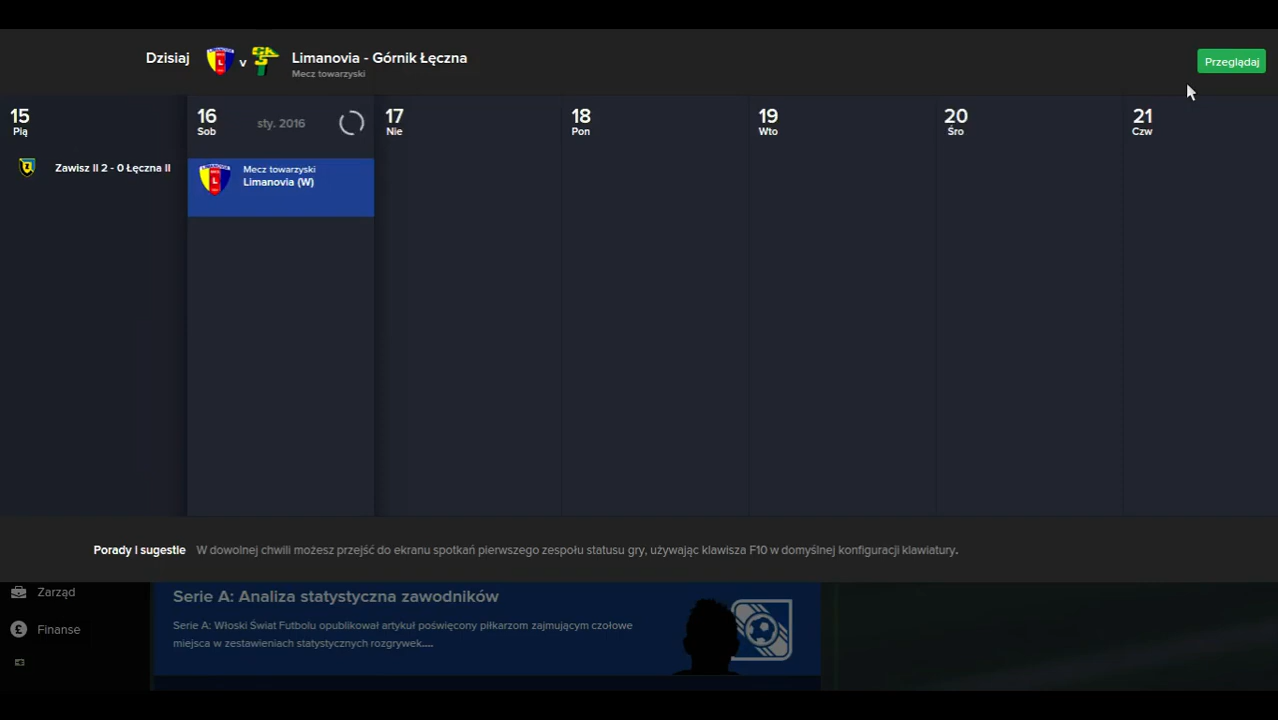 Dzisiaj
v
Limanovia - Górnik Łęczna
Mecz towarzyski
Przeglądaj
15
Pią
16
Sob
sty. 2016
17
Nie
18
Pon
19
Wto
20
Śro
21
Czw
Zawisz II 2 - 0 Łęczna II
Mecz towarzyski
Limanovia (W)
Porady i sugestie
W dowolnej chwili możesz przejść do ekranu spotkań pierwszego zespołu statusu gry, używając klawisza F10 w domyślnej konfiguracji klawiatury.
Zarząd
Finanse
Serie A: Analiza statystyczna zawodników
Serie A: Włoski Świat Futbolu opublikował artykuł poświęcony piłkarzom zajmującym czołowe
miejsca w zestawieniach statystycznych rozgrywek....